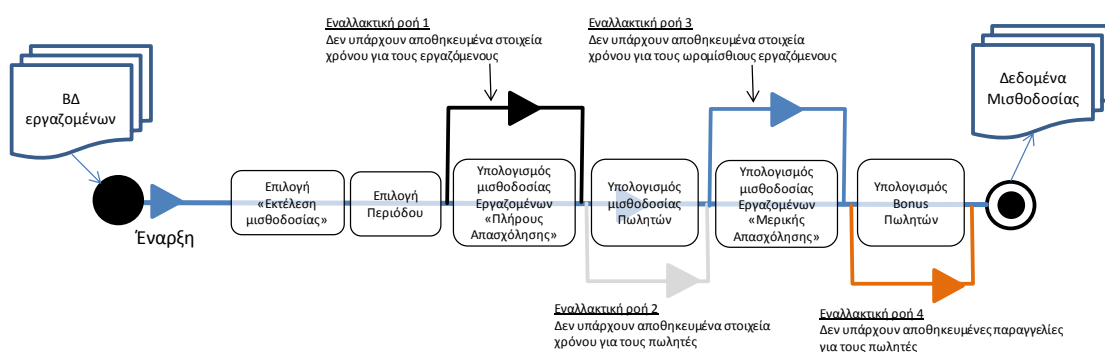 Εναλλακτική ροή 1
Δεν υπάρχουν αποθηκευμένα στοιχεία
χρόνου για τους εργαζόμενους
Εναλλακτική ροή 3
Δεν υπάρχουν αποθηκευμένα στοιχεία
χρόνου για τους ωρομίσθιους εργαζόμενους
ΒΔ
εργαζομένων
Δεδομένα
Μισθοδοσίας
Έναρξη
Επιλογή
«Εκτέλεση
μισθοδοσίας»
Επιλογή
Περιόδου
Υπολογισμός
μισθοδοσίας
Εργαζομένων
«Πλήρους
Απασχόλησης»
Υπολογισμός
μισθοδοσίας
Πωλητών
Υπολογισμός
μισθοδοσίας
Εργαζομένων
«Μερικής
Απασχόλησης»
Υπολογισμός
Bonus
Πωλητών
Εναλλακτική ροή 2
Δεν υπάρχουν αποθηκευμένα στοιχεία
χρόνου για τους πωλητές
Εναλλακτική ροή 4
Δεν υπάρχουν αποθηκευμένες παραγγελίες
για τους πωλητές